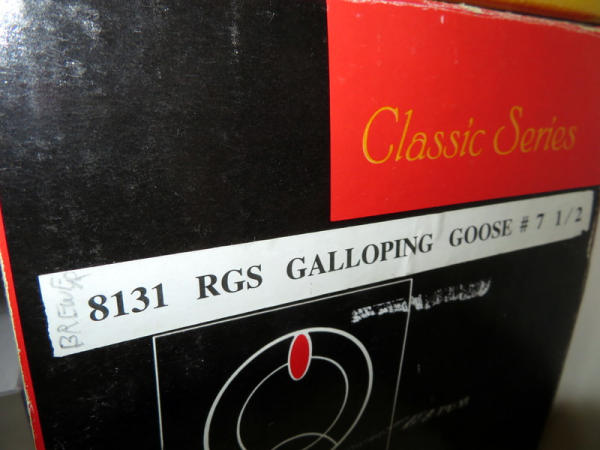 Classic Series
8131 RGS GALLOPING GOOSE # 7 1/2